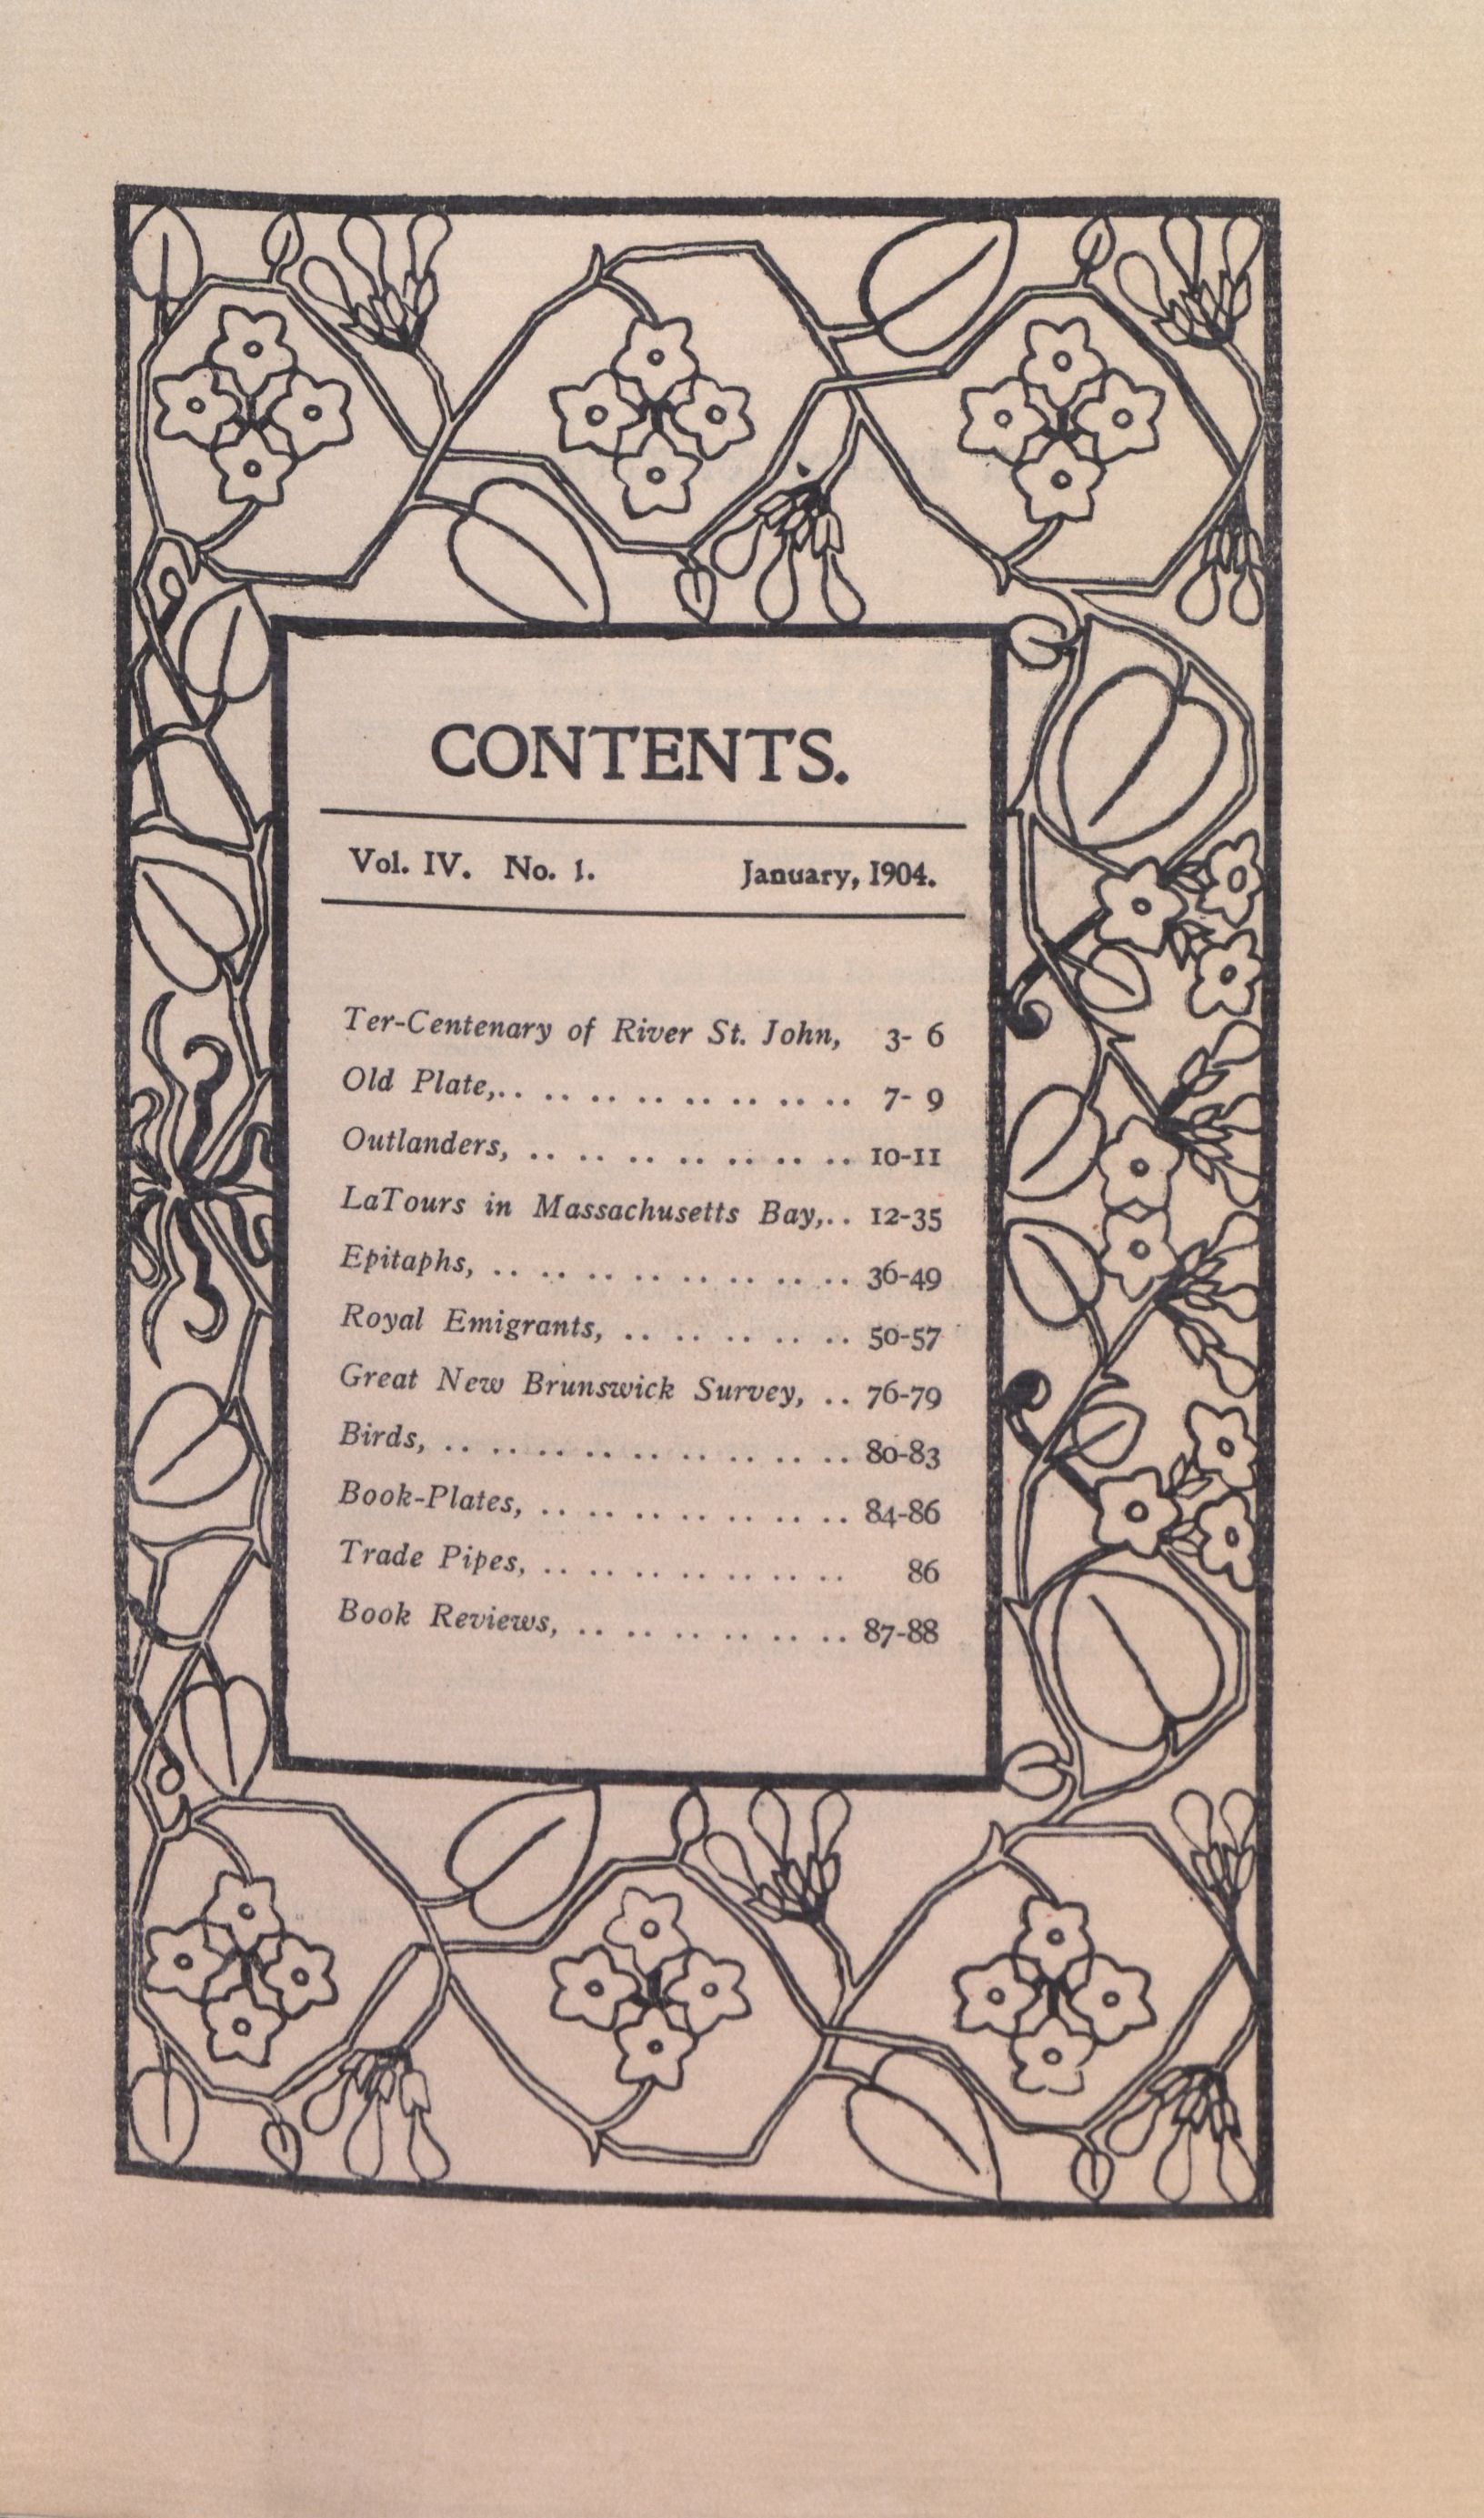 CONTENTS.
Vol. IV. No. 1. January, 1904.
Ter-Centenary of River St. John, 3- 6
Old Plate,.. .. .. .. .. .. .. .. 7- 9
Outlanders, .. .. .. .. .. .. .. 10-11
LaTours in Massachusetts Bay,.. 12-35
Epitaphs, .. .. .. .. .. .. .. .. 36-49
Royal Emigrants, .. .. .. .. .. 50-57
Great New Brunswick Survey, .. 76-79
Birds, .. .. .. .. .. .. .. .. .. 80-83
Book-Plates, .. .. .. .. .. .. .. 84-86
Trade Pipes, .. .. .. .. .. .. .. 86
Book Reviews, .. .. .. .. .. .. 87-88